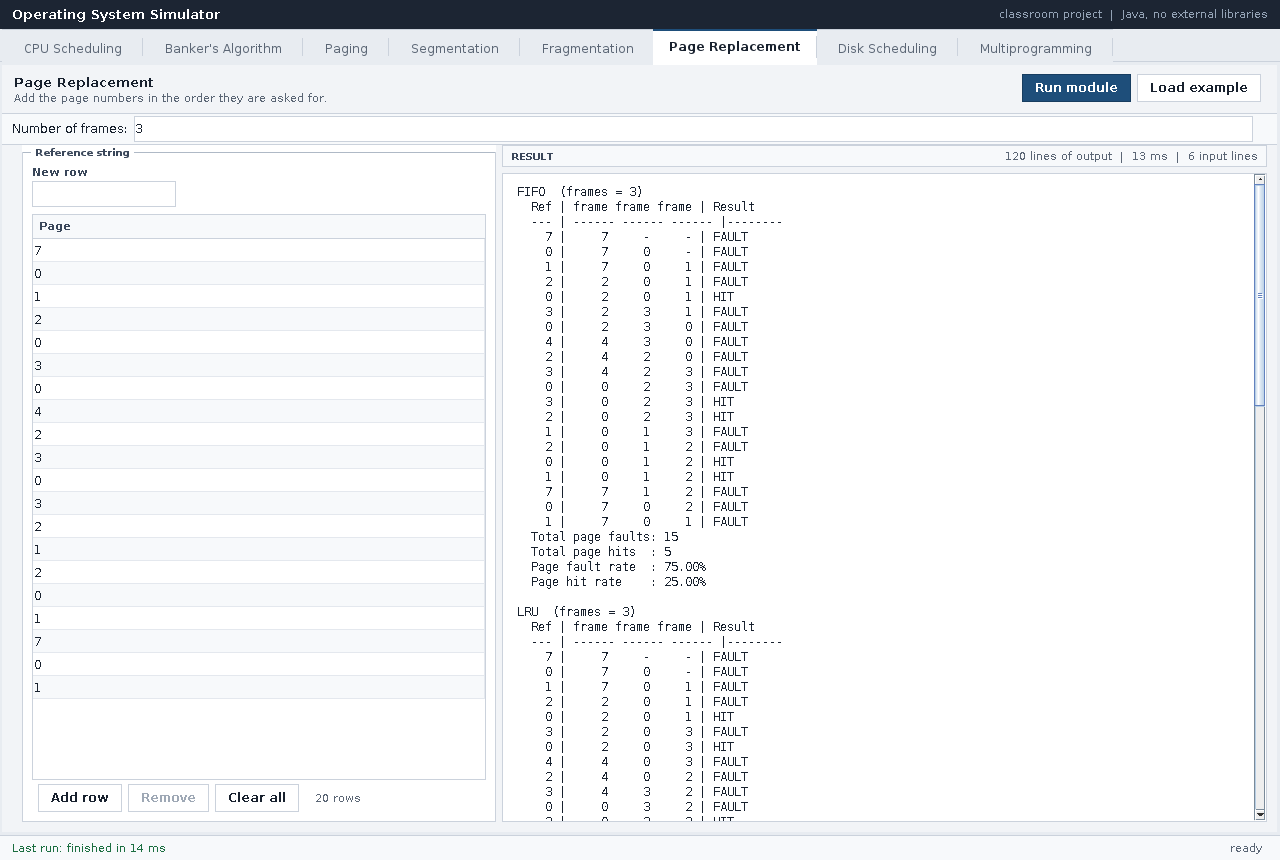 Operating System Simulator
classroom project | Java, no external libraries
CPU Scheduling Banker's Algorithm Paging Segmentation Fragmentation Page Replacement Disk Scheduling Multiprogramming
Page Replacement
Add the page numbers in the order they are asked for.
Run module Load example
Number of frames: 3
Reference string
New row
Page
7
0
1
2
0
3
0
4
2
3
0
3
2
1
2
0
1
7
0
1
Add row Remove Clear all 20 rows
RESULT 120 lines of output | 13 ms | 6 input lines
FIFO (frames = 3)
Ref | frame frame frame | Result
--- | ------ ------ ------ |--------
7 | 7 - - | FAULT
0 | 7 0 - | FAULT
1 | 7 0 1 | FAULT
2 | 2 0 1 | FAULT
0 | 2 0 1 | HIT
3 | 2 3 1 | FAULT
0 | 2 3 0 | FAULT
4 | 4 3 0 | FAULT
2 | 4 2 0 | FAULT
3 | 4 2 3 | FAULT
0 | 0 2 3 | FAULT
3 | 0 2 3 | HIT
2 | 0 2 3 | HIT
1 | 0 1 3 | FAULT
2 | 0 1 2 | FAULT
0 | 0 1 2 | HIT
1 | 0 1 2 | HIT
7 | 7 1 2 | FAULT
0 | 7 0 2 | FAULT
1 | 7 0 1 | FAULT
Total page faults: 15
Total page hits : 5
Page fault rate : 75.00%
Page hit rate : 25.00%
LRU (frames = 3)
Ref | frame frame frame | Result
--- | ------ ------ ------ |--------
7 | 7 - - | FAULT
0 | 7 0 - | FAULT
1 | 7 0 1 | FAULT
2 | 2 0 1 | FAULT
0 | 2 0 1 | HIT
3 | 2 0 3 | FAULT
0 | 2 0 3 | HIT
4 | 4 0 3 | FAULT
2 | 4 0 2 | FAULT
3 | 4 3 2 | FAULT
0 | 0 3 2 | FAULT
Last run: finished in 14 ms
ready